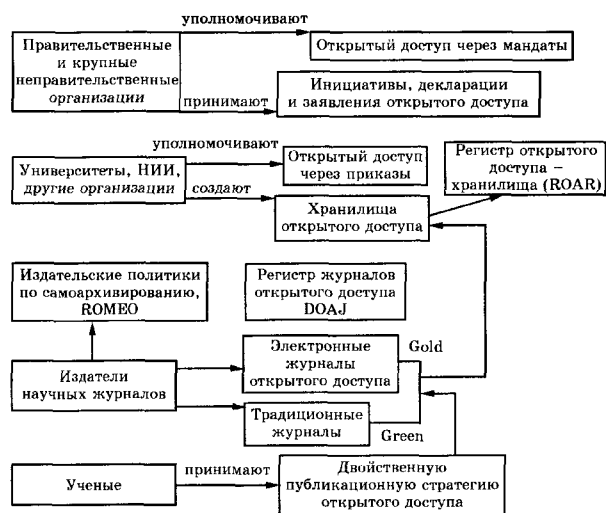 уполномочивают
Правительственные
и крупные
неправительственные
организации
Открытый доступ через мандаты
принимают
Инициативы, декларации
и заявления открытого доступа
уполномочивают
Университеты, НИИ,
другие организации
Открытый доступ
через приказы
Регистр открытого
доступа –
хранилища (ROAR)
создают
Хранилища
открытого доступа
Издательские политики
по самоархивированию,
ROMEO
Регистр журналов
открытого доступа
DOAJ
Издатели
научных журналов
Электронные
журналы
открытого доступа
Gold
Традиционные
журналы
Green
Ученые
принимают
Двойственную
публикационную стратегию
открытого доступа